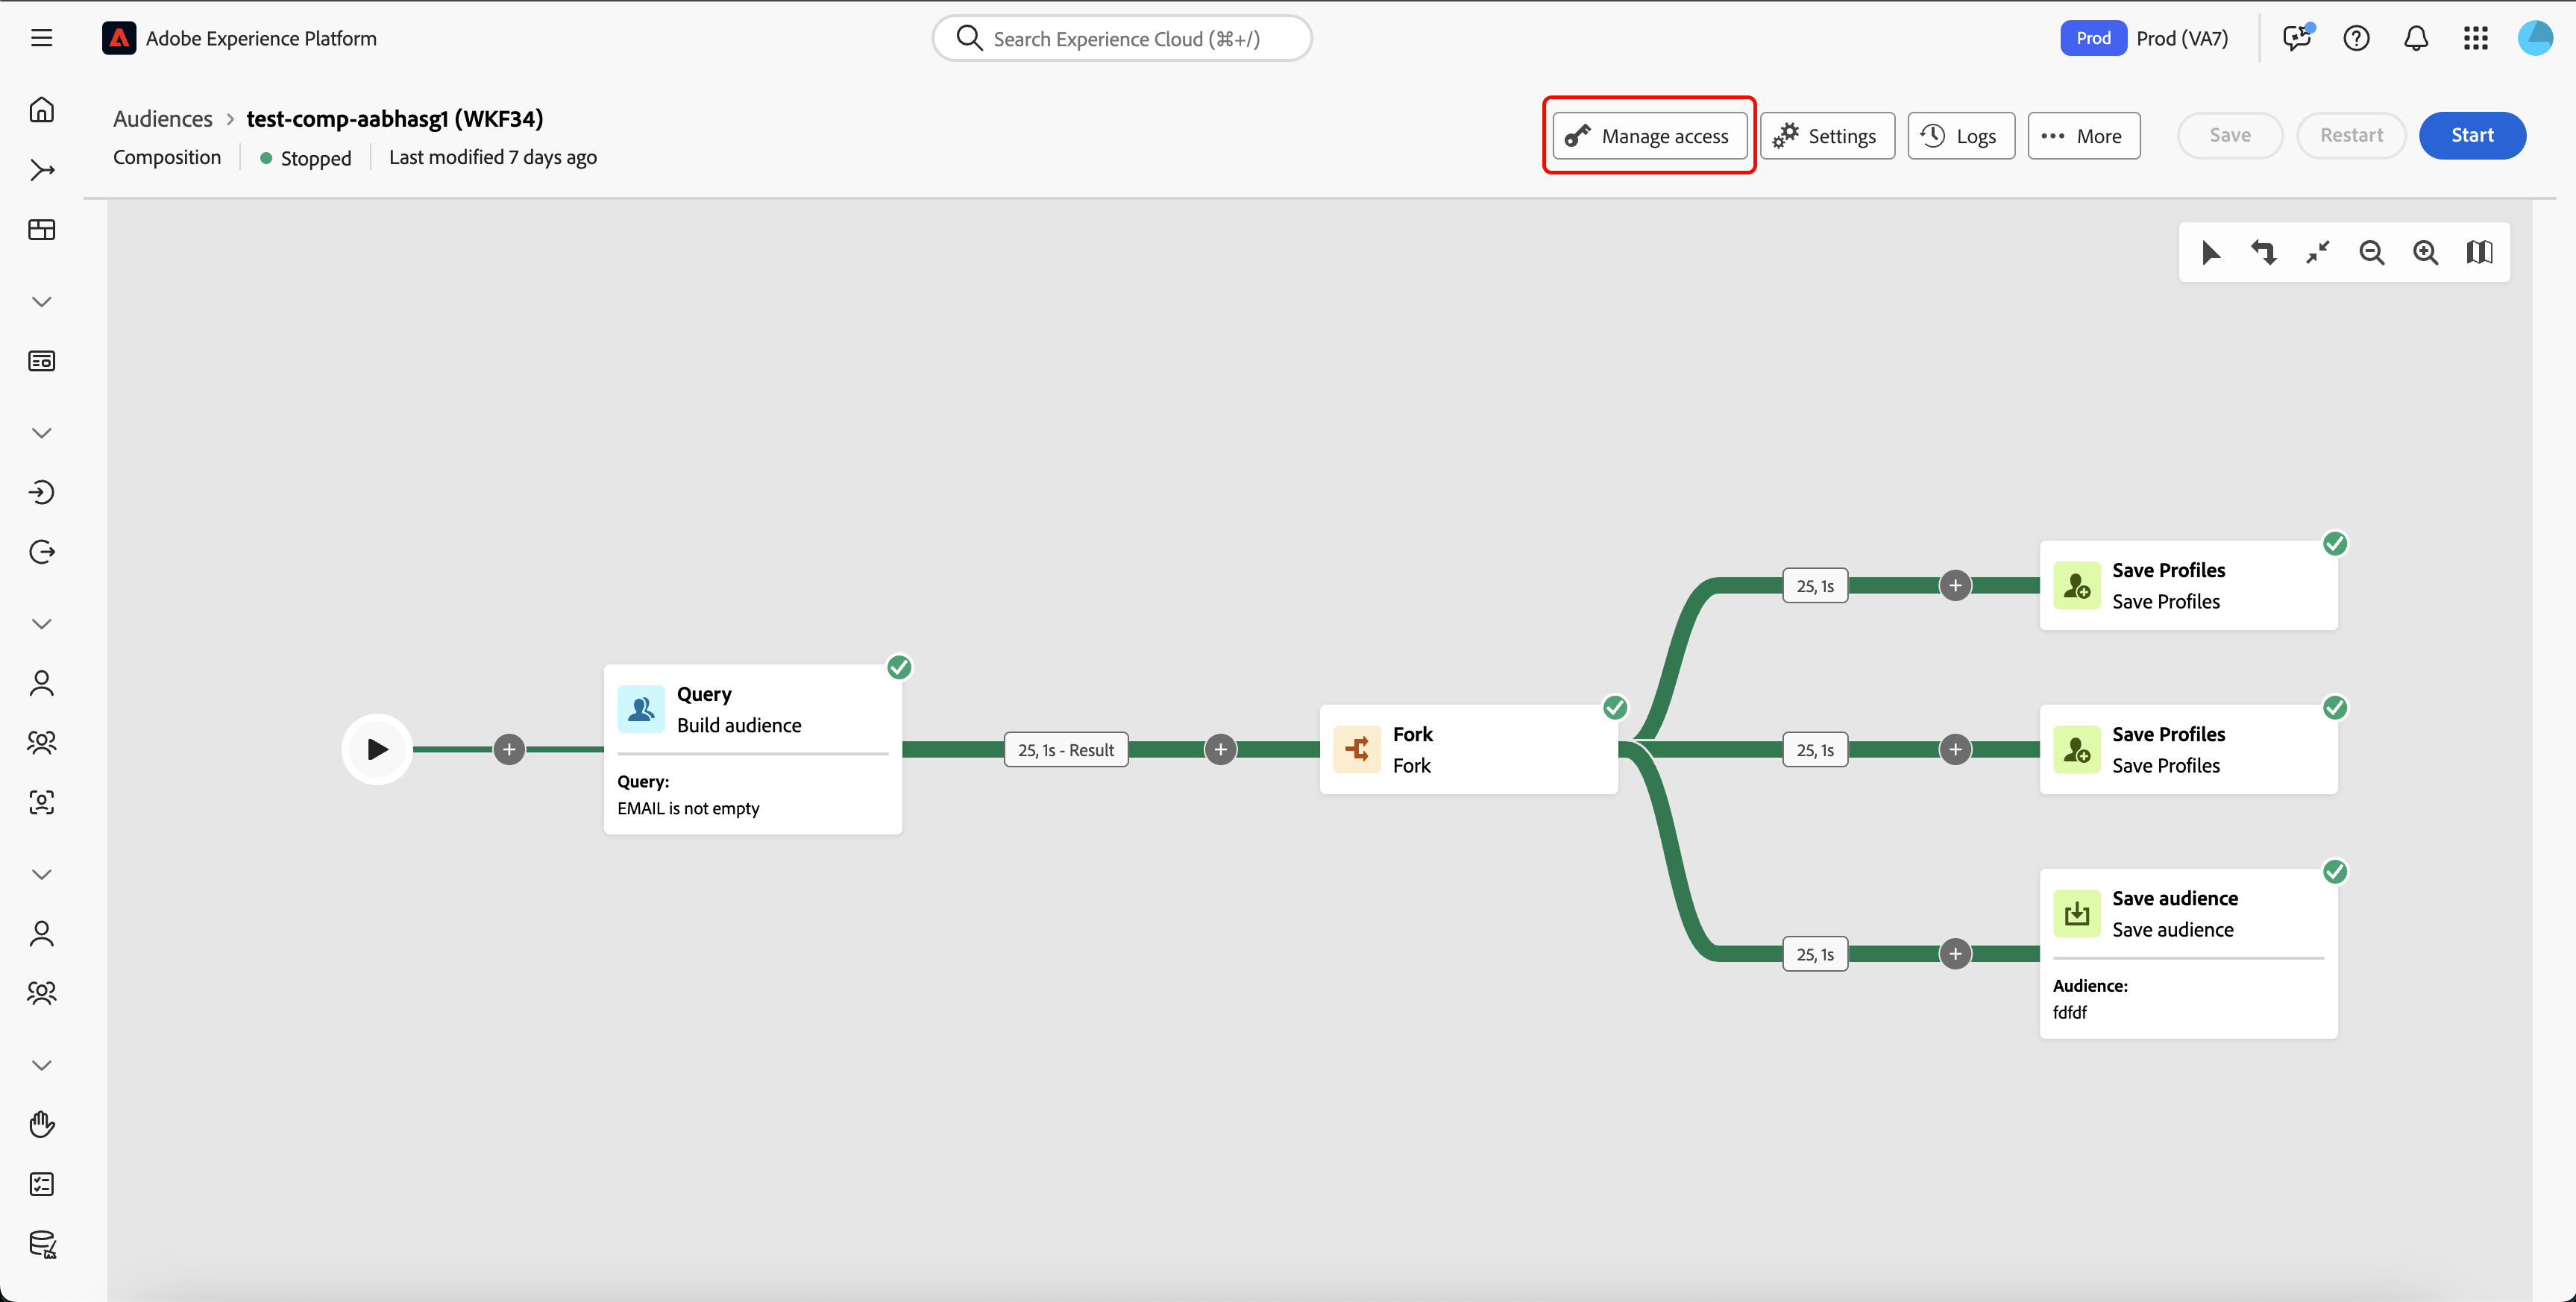 Adobe Experience Platform
Search Experience Cloud (⌘+/)
Prod
Prod (VA7)
Audiences > test-comp-aabhasg1 (WKF34)
Composition
Stopped
Last modified 7 days ago
Manage access
Settings
Logs
More
Save
Restart
Start
Query
Build audience
Query:
EMAIL is not empty
25, 1s - Result
Fork
Fork
25, 1s
Save Profiles
Save Profiles
25, 1s
Save Profiles
Save Profiles
25, 1s
Save audience
Save audience
Audience:
fdfdf